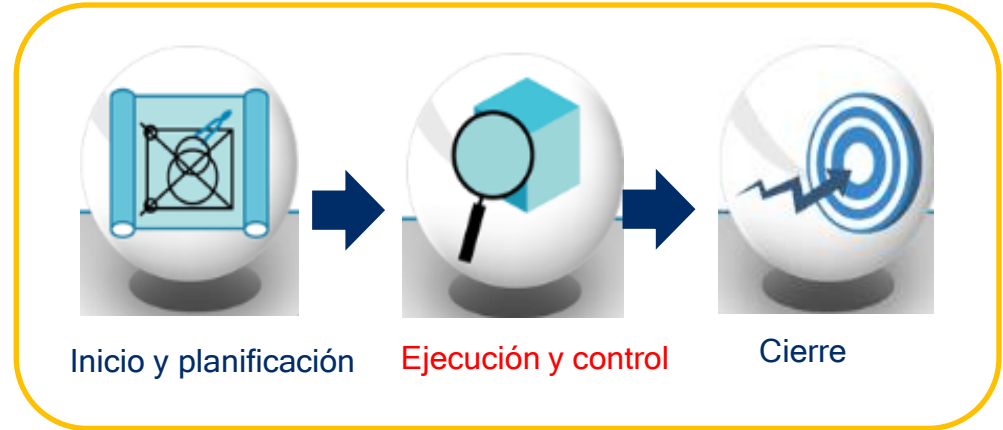 Inicio y planificación
Ejecución y control
Cierre